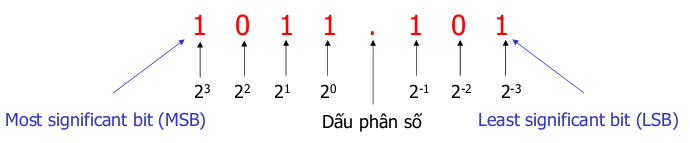 1 0 1 1 . 1 0 1
2³ 2² 2¹ 2⁰ 2⁻¹ 2⁻² 2⁻³
Most significant bit (MSB) Dấu phân số Least significant bit (LSB)